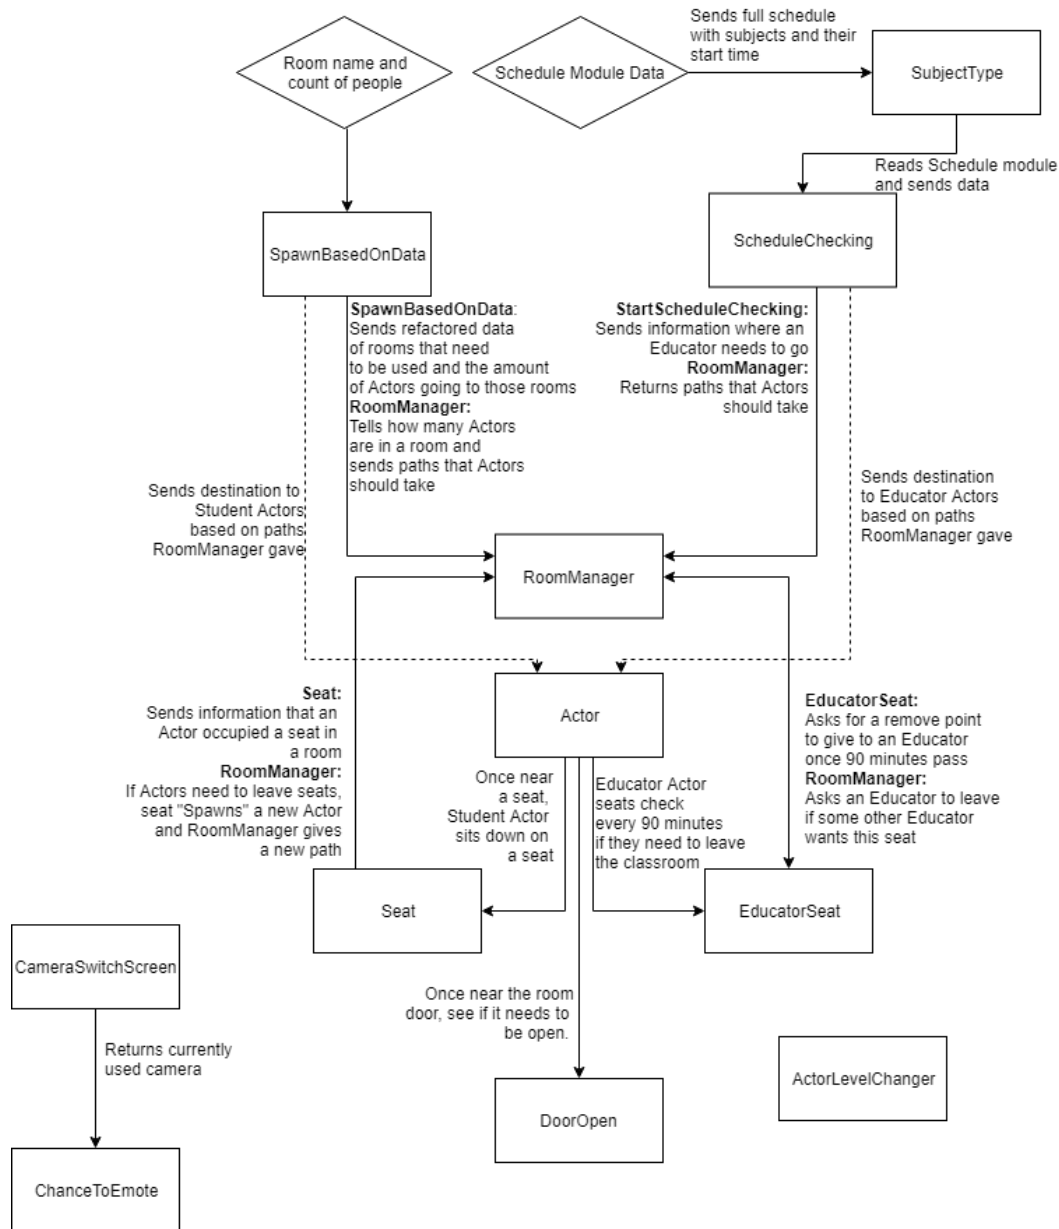 Sends full schedule
with subjects and their
start time
Room name and
count of people
Schedule Module Data
SubjectType
Reads Schedule module
and sends data
SpawnBasedOnData
ScheduleChecking
SpawnBasedOnData:
Sends refactored data
of rooms that need
to be used and the amount
of Actors going to those rooms
RoomManager:
Tells how many Actors
are in a room and
sends paths that Actors
should take
StartScheduleChecking:
Sends information where an
Educator needs to go
RoomManager:
Returns paths that Actors
should take
Sends destination to
Student Actors
based on paths
RoomManager gave
Sends destination
to Educator Actors
based on paths
RoomManager gave
RoomManager
Seat:
Sends information that an
Actor occupied a seat in
a room
RoomManager:
If Actors need to leave seats,
seat "Spawns" a new Actor
and RoomManager gives
a new path
Actor
EducatorSeat:
Asks for a remove point
to give to an Educator
once 90 minutes pass
RoomManager:
Asks an Educator to leave
if some other Educator
wants this seat
Once near
a seat,
Student Actor
sits down on
a seat
Educator Actor
seats check
every 90 minutes
if they need to leave
the classroom
Seat
EducatorSeat
CameraSwitchScreen
Once near the room
door, see if it needs to
be open.
Returns currently
used camera
ActorLevelChanger
DoorOpen
ChanceToEmote